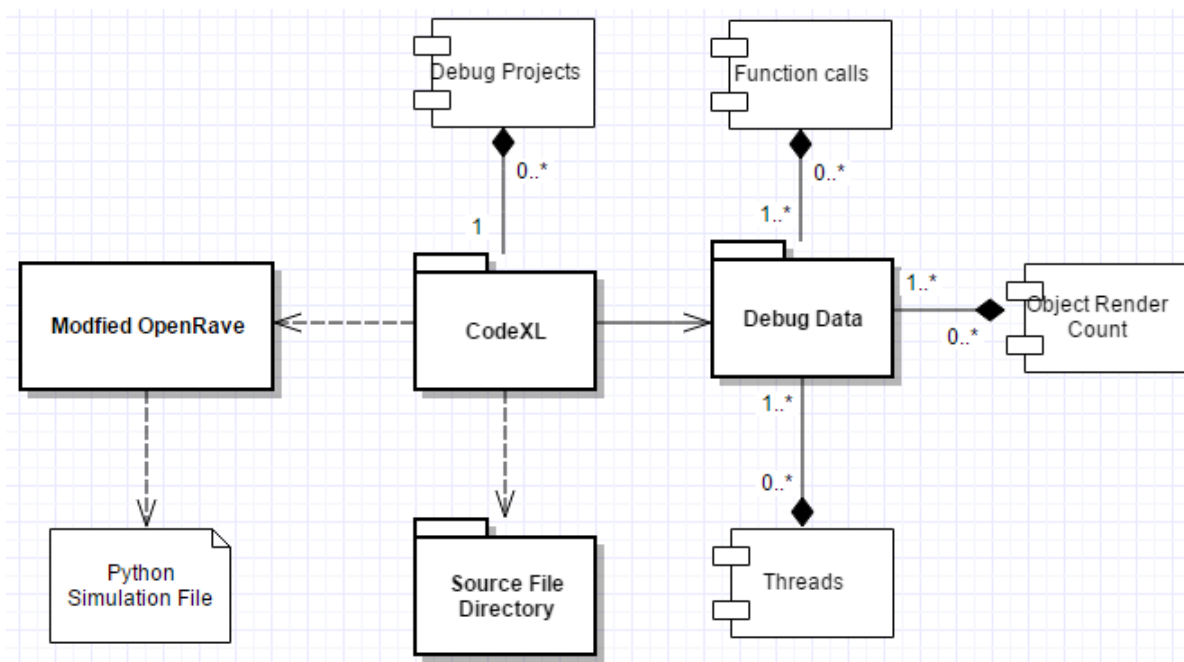 Debug Projects
Function calls
0..*
0..*
1
1..*
Modfied OpenRave
CodeXL
Debug Data
1..*
Object Render
Count
0..*
1..*
0..*
Python
Simulation File
Source File
Directory
Threads